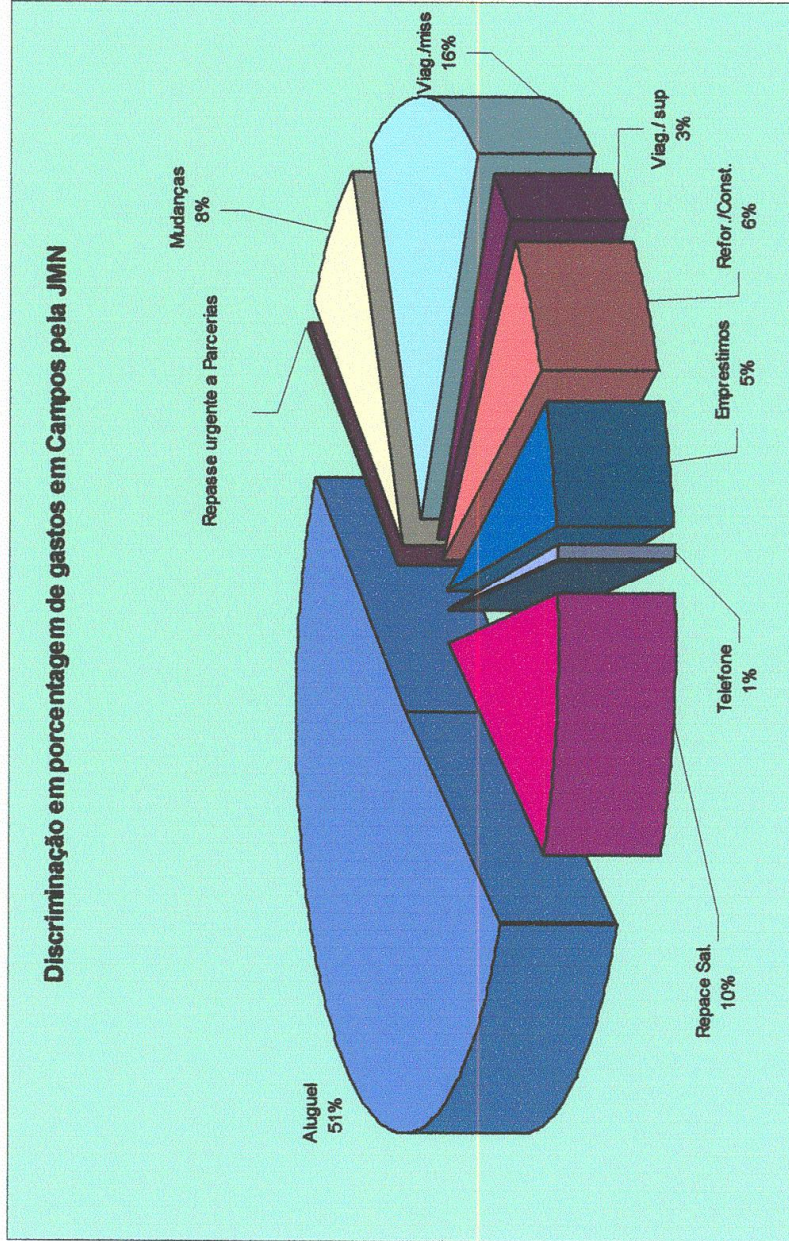 Discriminação em porcentagem de gastos em Campos pela JMN
Repasse urgente a Parcerias
Mudanças
8%
Viag./miss
16%
Viag./ sup
3%
Refor./Const.
6%
Emprestimos
5%
Telefone
1%
Repace Sal.
10%
Aluguel
51%